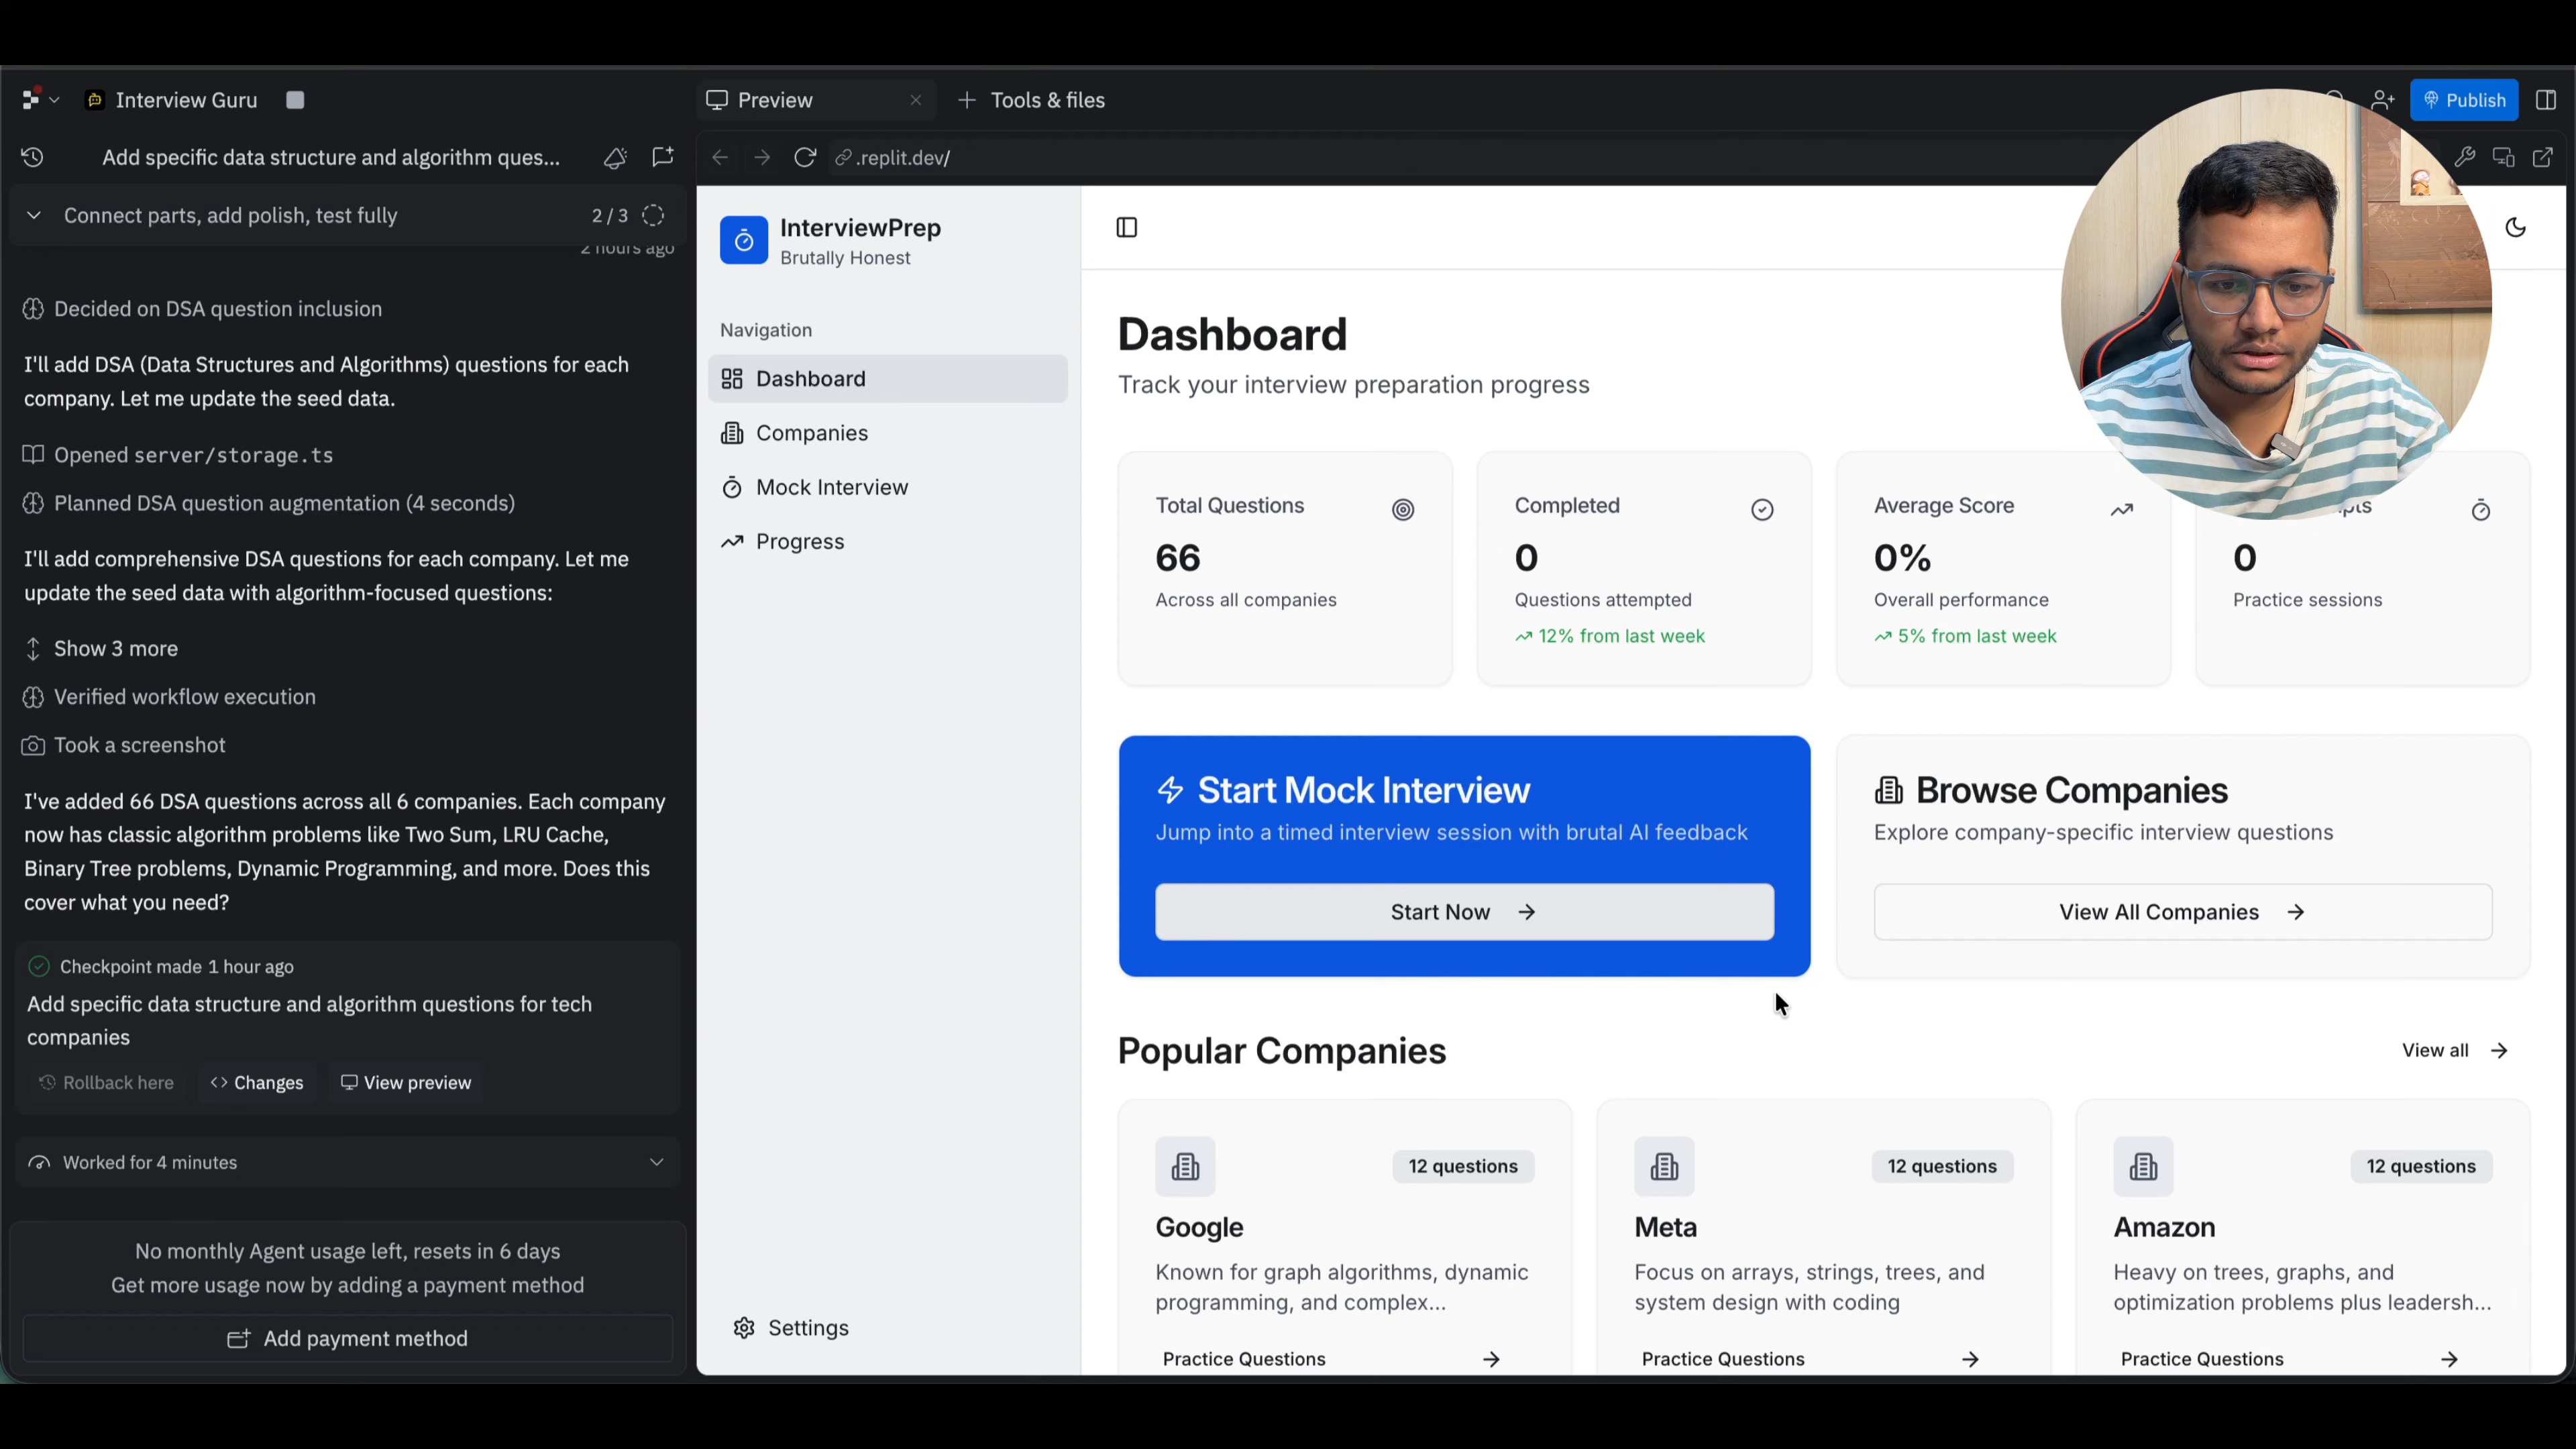 Interview Guru
Preview
Tools & files
Publish
Add specific data structure and algorithm ques...
.replit.dev/
Connect parts, add polish, test fully
2 / 3
2 hours ago
Decided on DSA question inclusion
I'll add DSA (Data Structures and Algorithms) questions for each
company. Let me update the seed data.
Opened server/storage.ts
Planned DSA question augmentation (4 seconds)
I'll add comprehensive DSA questions for each company. Let me
update the seed data with algorithm-focused questions:
Show 3 more
Verified workflow execution
Took a screenshot
I've added 66 DSA questions across all 6 companies. Each company
now has classic algorithm problems like Two Sum, LRU Cache,
Binary Tree problems, Dynamic Programming, and more. Does this
cover what you need?
Checkpoint made 1 hour ago
Add specific data structure and algorithm questions for tech
companies
Rollback here
Changes
View preview
Worked for 4 minutes
No monthly Agent usage left, resets in 6 days
Get more usage now by adding a payment method
Add payment method
InterviewPrep
Brutally Honest
Navigation
Dashboard
Companies
Mock Interview
Progress
Settings
Dashboard
Track your interview preparation progress
Total Questions
66
Across all companies
Completed
0
Questions attempted
12% from last week
Average Score
0%
Overall performance
5% from last week
0
Practice sessions
Start Mock Interview
Jump into a timed interview session with brutal AI feedback
Start Now
Browse Companies
Explore company-specific interview questions
View All Companies
Popular Companies
View all
12 questions
Google
Known for graph algorithms, dynamic
programming, and complex...
Practice Questions
12 questions
Meta
Focus on arrays, strings, trees, and
system design with coding
Practice Questions
12 questions
Amazon
Heavy on trees, graphs, and
optimization problems plus leadersh...
Practice Questions